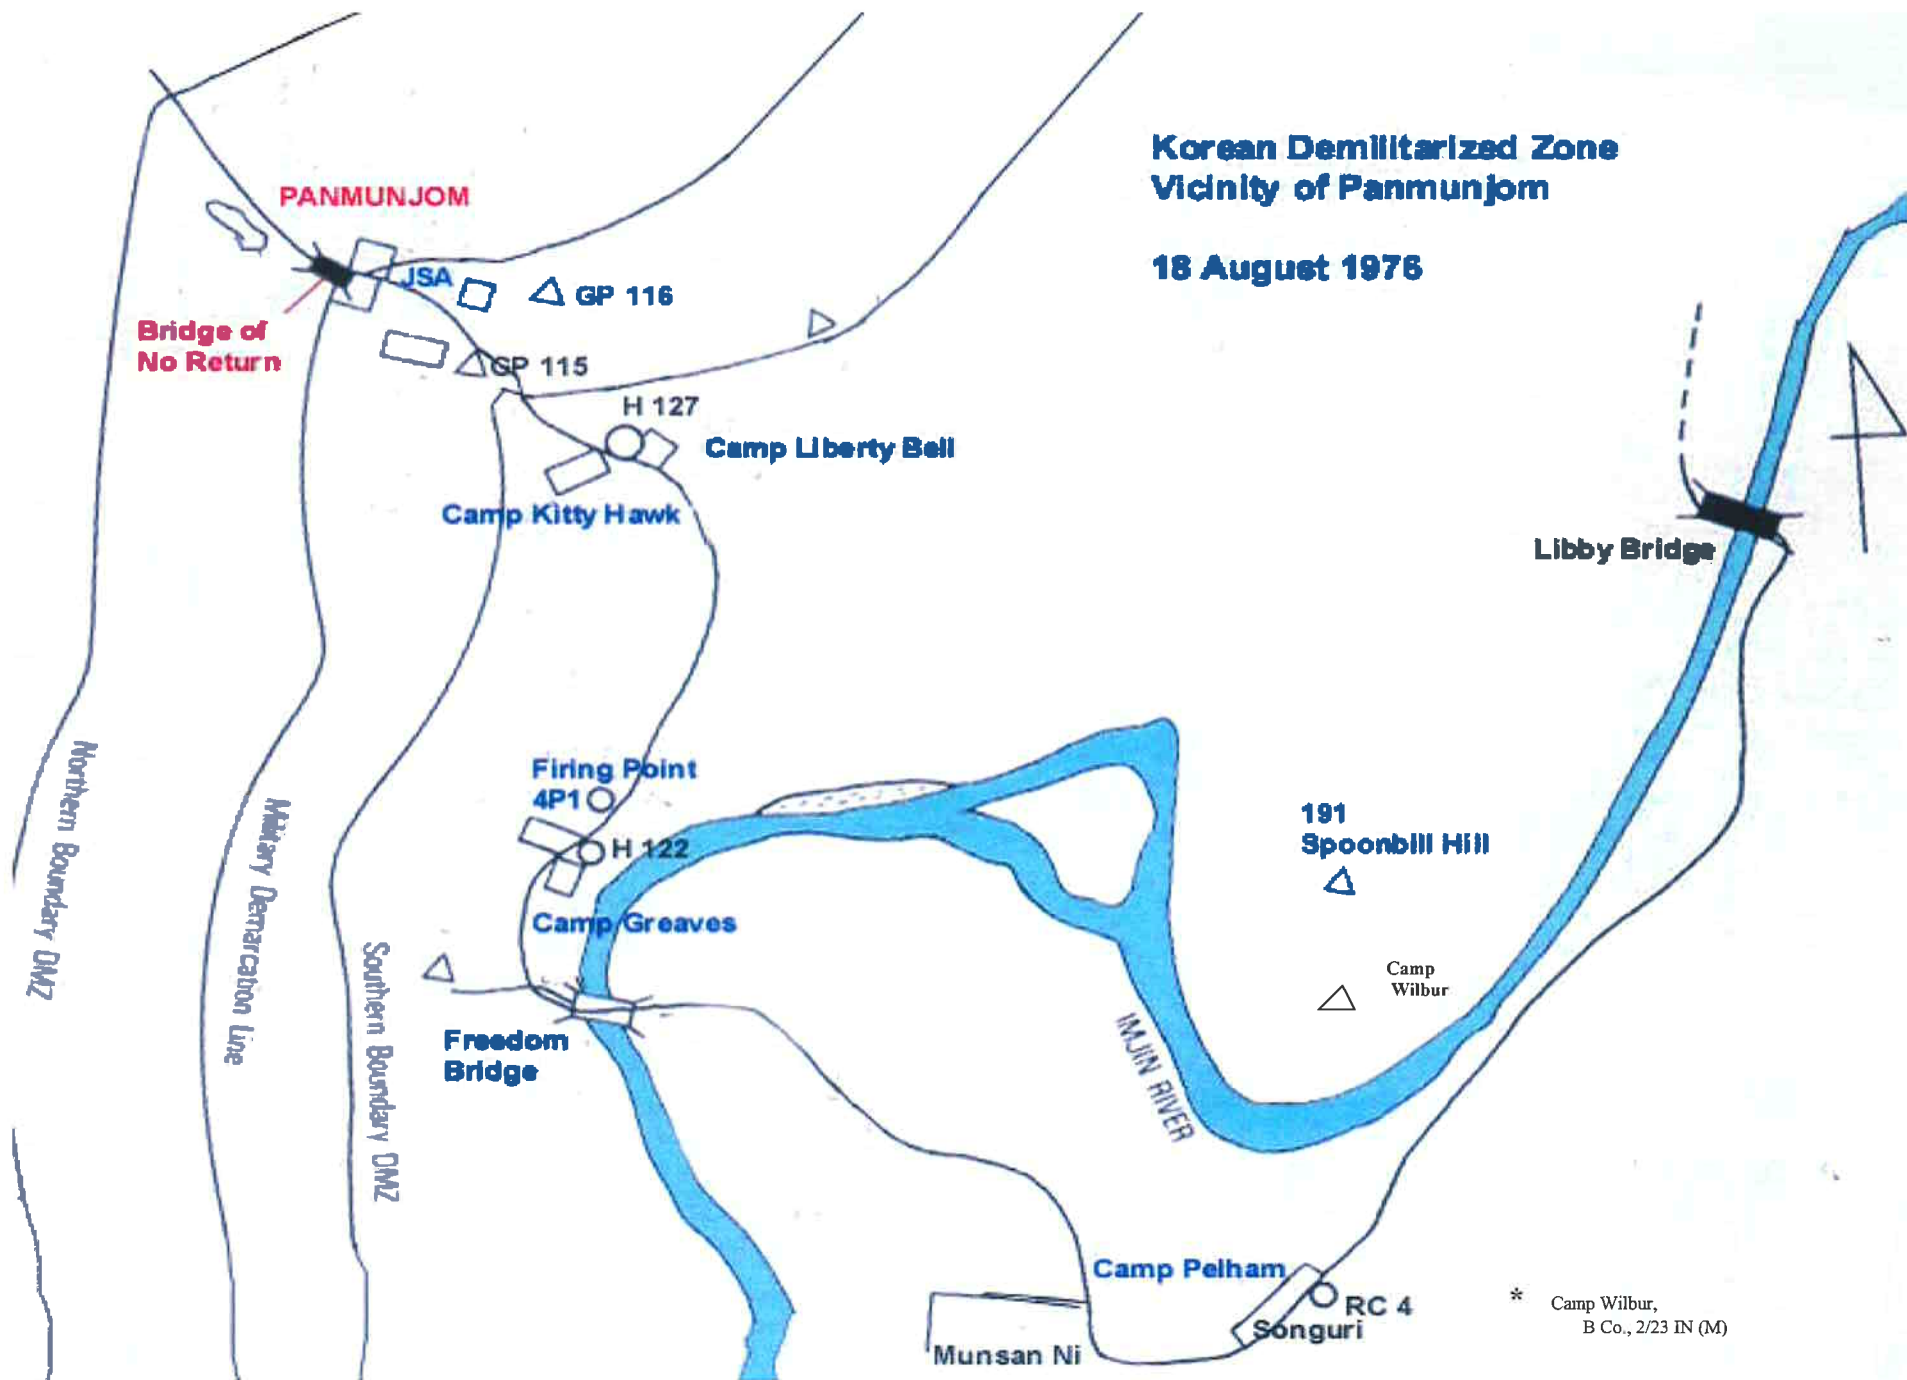 Korean Demilitarized Zone
Vicinity of Panmunjom
18 August 1976
PANMUNJOM
JSA
GP 116
Bridge of
No Return
GP 115
H 127
Camp Liberty Bell
Camp Kitty Hawk
Libby Bridge
Firing Point
4P1
H 122
Camp Greaves
191
Spoonbill Hill
Camp
Wilbur
Northern Boundary DMZ
Military Demarcation Line
Southern Boundary DMZ
Freedom
Bridge
IMJIN RIVER
Camp Pelham
RC 4
Songuri
Munsan Ni
* Camp Wilbur,
B Co., 2/23 IN (M)